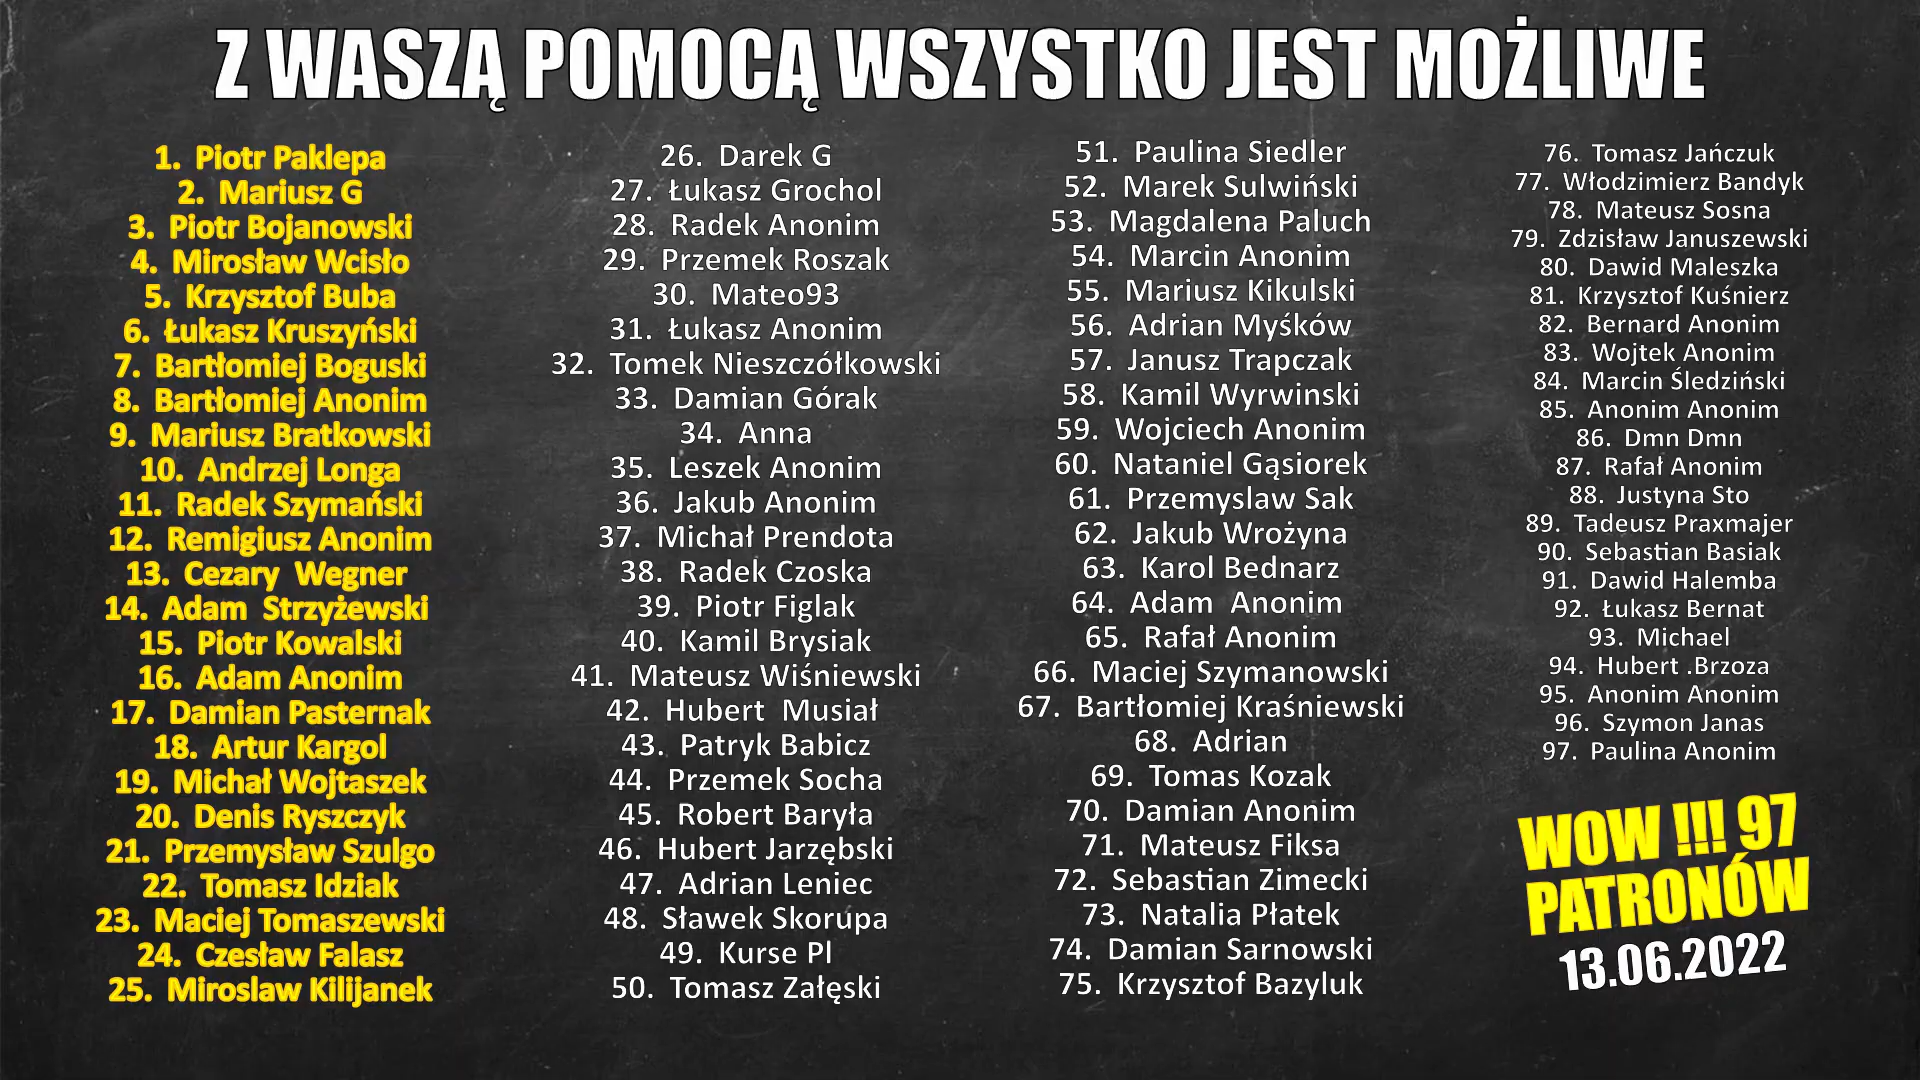 Z WASZĄ POMOCĄ WSZYSTKO JEST MOŻLIWE
1. Piotr Paklepa
2. Mariusz G
3. Piotr Bojanowski
4. Mirosław Wcisło
5. Krzysztof Buba
6. Łukasz Kruszyński
7. Bartłomiej Boguski
8. Bartłomiej Anonim
9. Mariusz Bratkowski
10. Andrzej Longa
11. Radek Szymański
12. Remigiusz Anonim
13. Cezary  Wegner
14. Adam  Strzyżewski
15. Piotr Kowalski
16. Adam Anonim
17. Damian Pasternak
18. Artur Kargol
19. Michał Wojtaszek
20. Denis Ryszczyk
21. Przemysław Szulgo
22. Tomasz Idziak
23. Maciej Tomaszewski
24. Czesław Falasz
25. Miroslaw Kilijanek
26. Darek G
27. Łukasz Grochol
28. Radek Anonim
29. Przemek Roszak
30. Mateo93
31. Łukasz Anonim
32. Tomek Nieszczółkowski
33. Damian Górak
34. Anna
35. Leszek Anonim
36. Jakub Anonim
37. Michał Prendota
38. Radek Czoska
39. Piotr Figlak
40. Kamil Brysiak
41. Mateusz Wiśniewski
42. Hubert  Musiał
43. Patryk Babicz
44. Przemek Socha
45. Robert Baryła
46. Hubert Jarzębski
47. Adrian Leniec
48. Sławek Skorupa
49. Kurse Pl
50. Tomasz Załęski
51. Paulina Siedler
52. Marek Sulwiński
53. Magdalena Paluch
54. Marcin Anonim
55. Mariusz Kikulski
56. Adrian Myśków
57. Janusz Trapczak
58. Kamil Wyrwinski
59. Wojciech Anonim
60. Nataniel Gąsiorek
61. Przemyslaw Sak
62. Jakub Wrożyna
63. Karol Bednarz
64. Adam  Anonim
65. Rafał Anonim
66. Maciej Szymanowski
67. Bartłomiej Kraśniewski
68. Adrian
69. Tomas Kozak
70. Damian Anonim
71. Mateusz Fiksa
72. Sebastian Zimecki
73. Natalia Płatek
74. Damian Sarnowski
75. Krzysztof Bazyluk
76. Tomasz Jańczuk
77. Włodzimierz Bandyk
78. Mateusz Sosna
79. Zdzisław Januszewski
80. Dawid Maleszka
81. Krzysztof Kuśnierz
82. Bernard Anonim
83. Wojtek Anonim
84. Marcin Śledziński
85. Anonim Anonim
86. Dmn Dmn
87. Rafał Anonim
88. Justyna Sto
89. Tadeusz Praxmajer
90. Sebastian Basiak
91. Dawid Halemba
92. Łukasz Bernat
93. Michael
94. Hubert .Brzoza
95. Anonim Anonim
96. Szymon Janas
97. Paulina Anonim
WOW !!! 97
PATRONÓW
13.06.2022